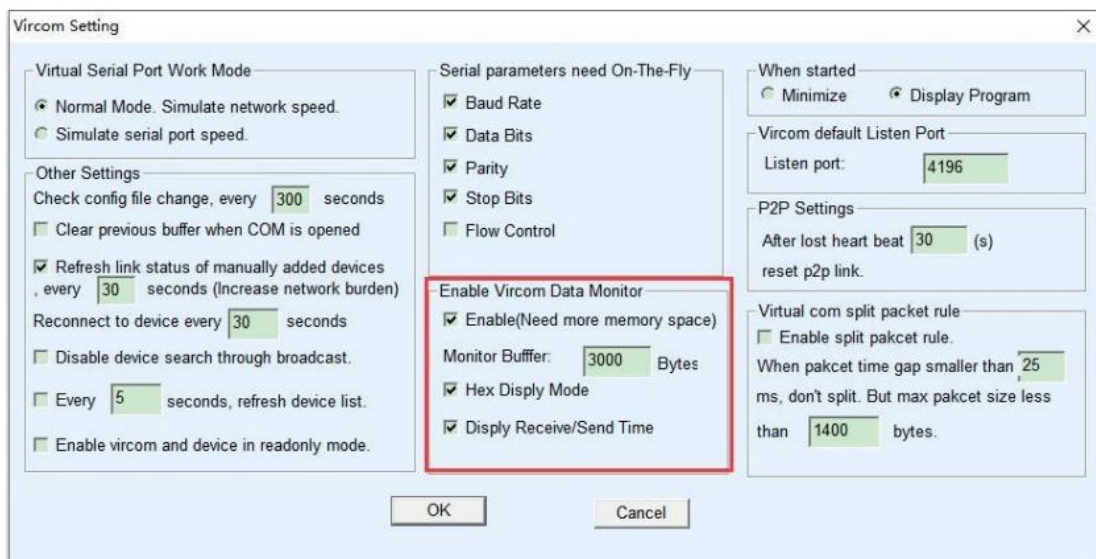 Vircom Setting
Virtual Serial Port Work Mode
Normal Mode. Simulate network speed.
Simulate serial port speed.
Other Settings
Check config file change, every 300 seconds
Clear previous buffer when COM is opened
Refresh link status of manually added devices
, every 30 seconds (Increase network burden)
Reconnect to device every 30 seconds
Disable device search through broadcast.
Every 5 seconds, refresh device list.
Enable vircom and device in readonly mode.
Serial parameters need On-The-Fly
Baud Rate
Data Bits
Parity
Stop Bits
Flow Control
Enable Vircom Data Monitor
Enable(Need more memory space)
Monitor Bufffer: 3000 Bytes
Hex Disply Mode
Disply Receive/Send Time
When started
Minimize Display Program
Vircom default Listen Port
Listen port: 4196
P2P Settings
After lost heart beat 30 (s)
reset p2p link.
Virtual com split packet rule
Enable split pakcet rule.
When pakcet time gap smaller than 25
ms, don't split. But max pakcet size less
than 1400 bytes.
OK Cancel